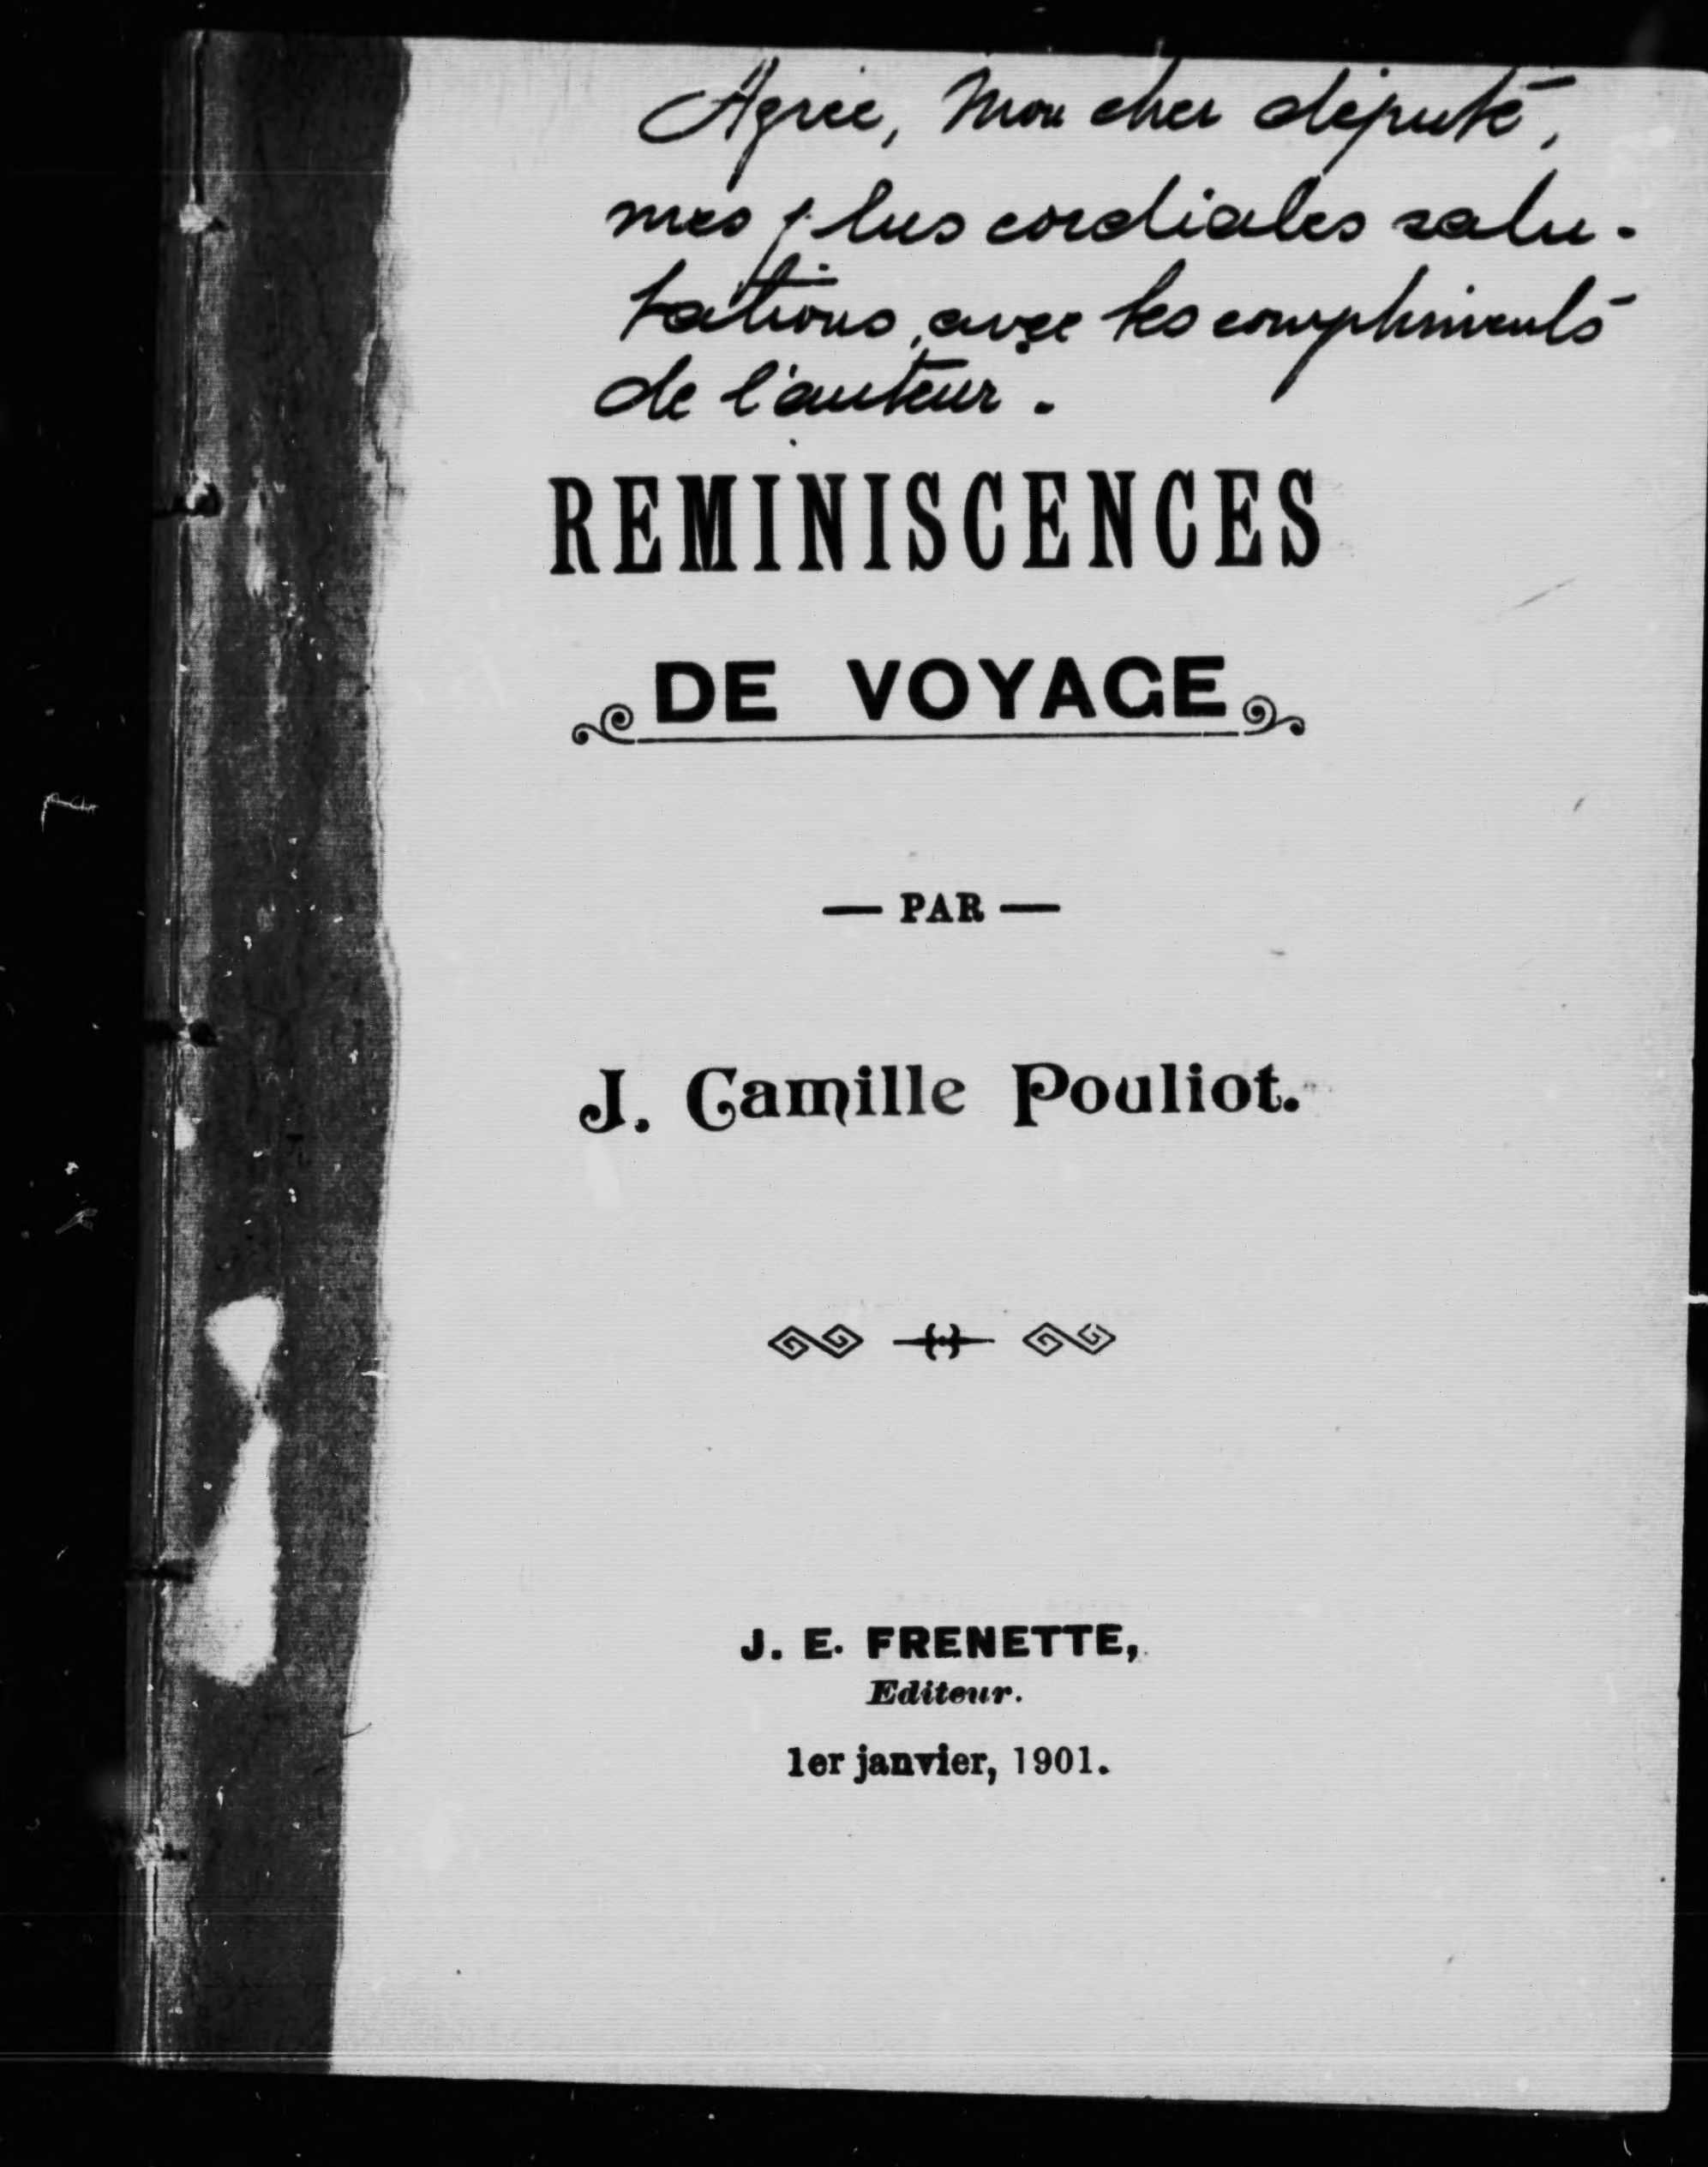 Agrée, Mon cher député,
mes plus cordiales salu-
tations, avec les compliments
de l'auteur.
REMINISCENCES
DE VOYAGE
— PAR —
J. Camille Pouliot.
J. E. FRENETTE,
Editeur.
1er janvier, 1901.